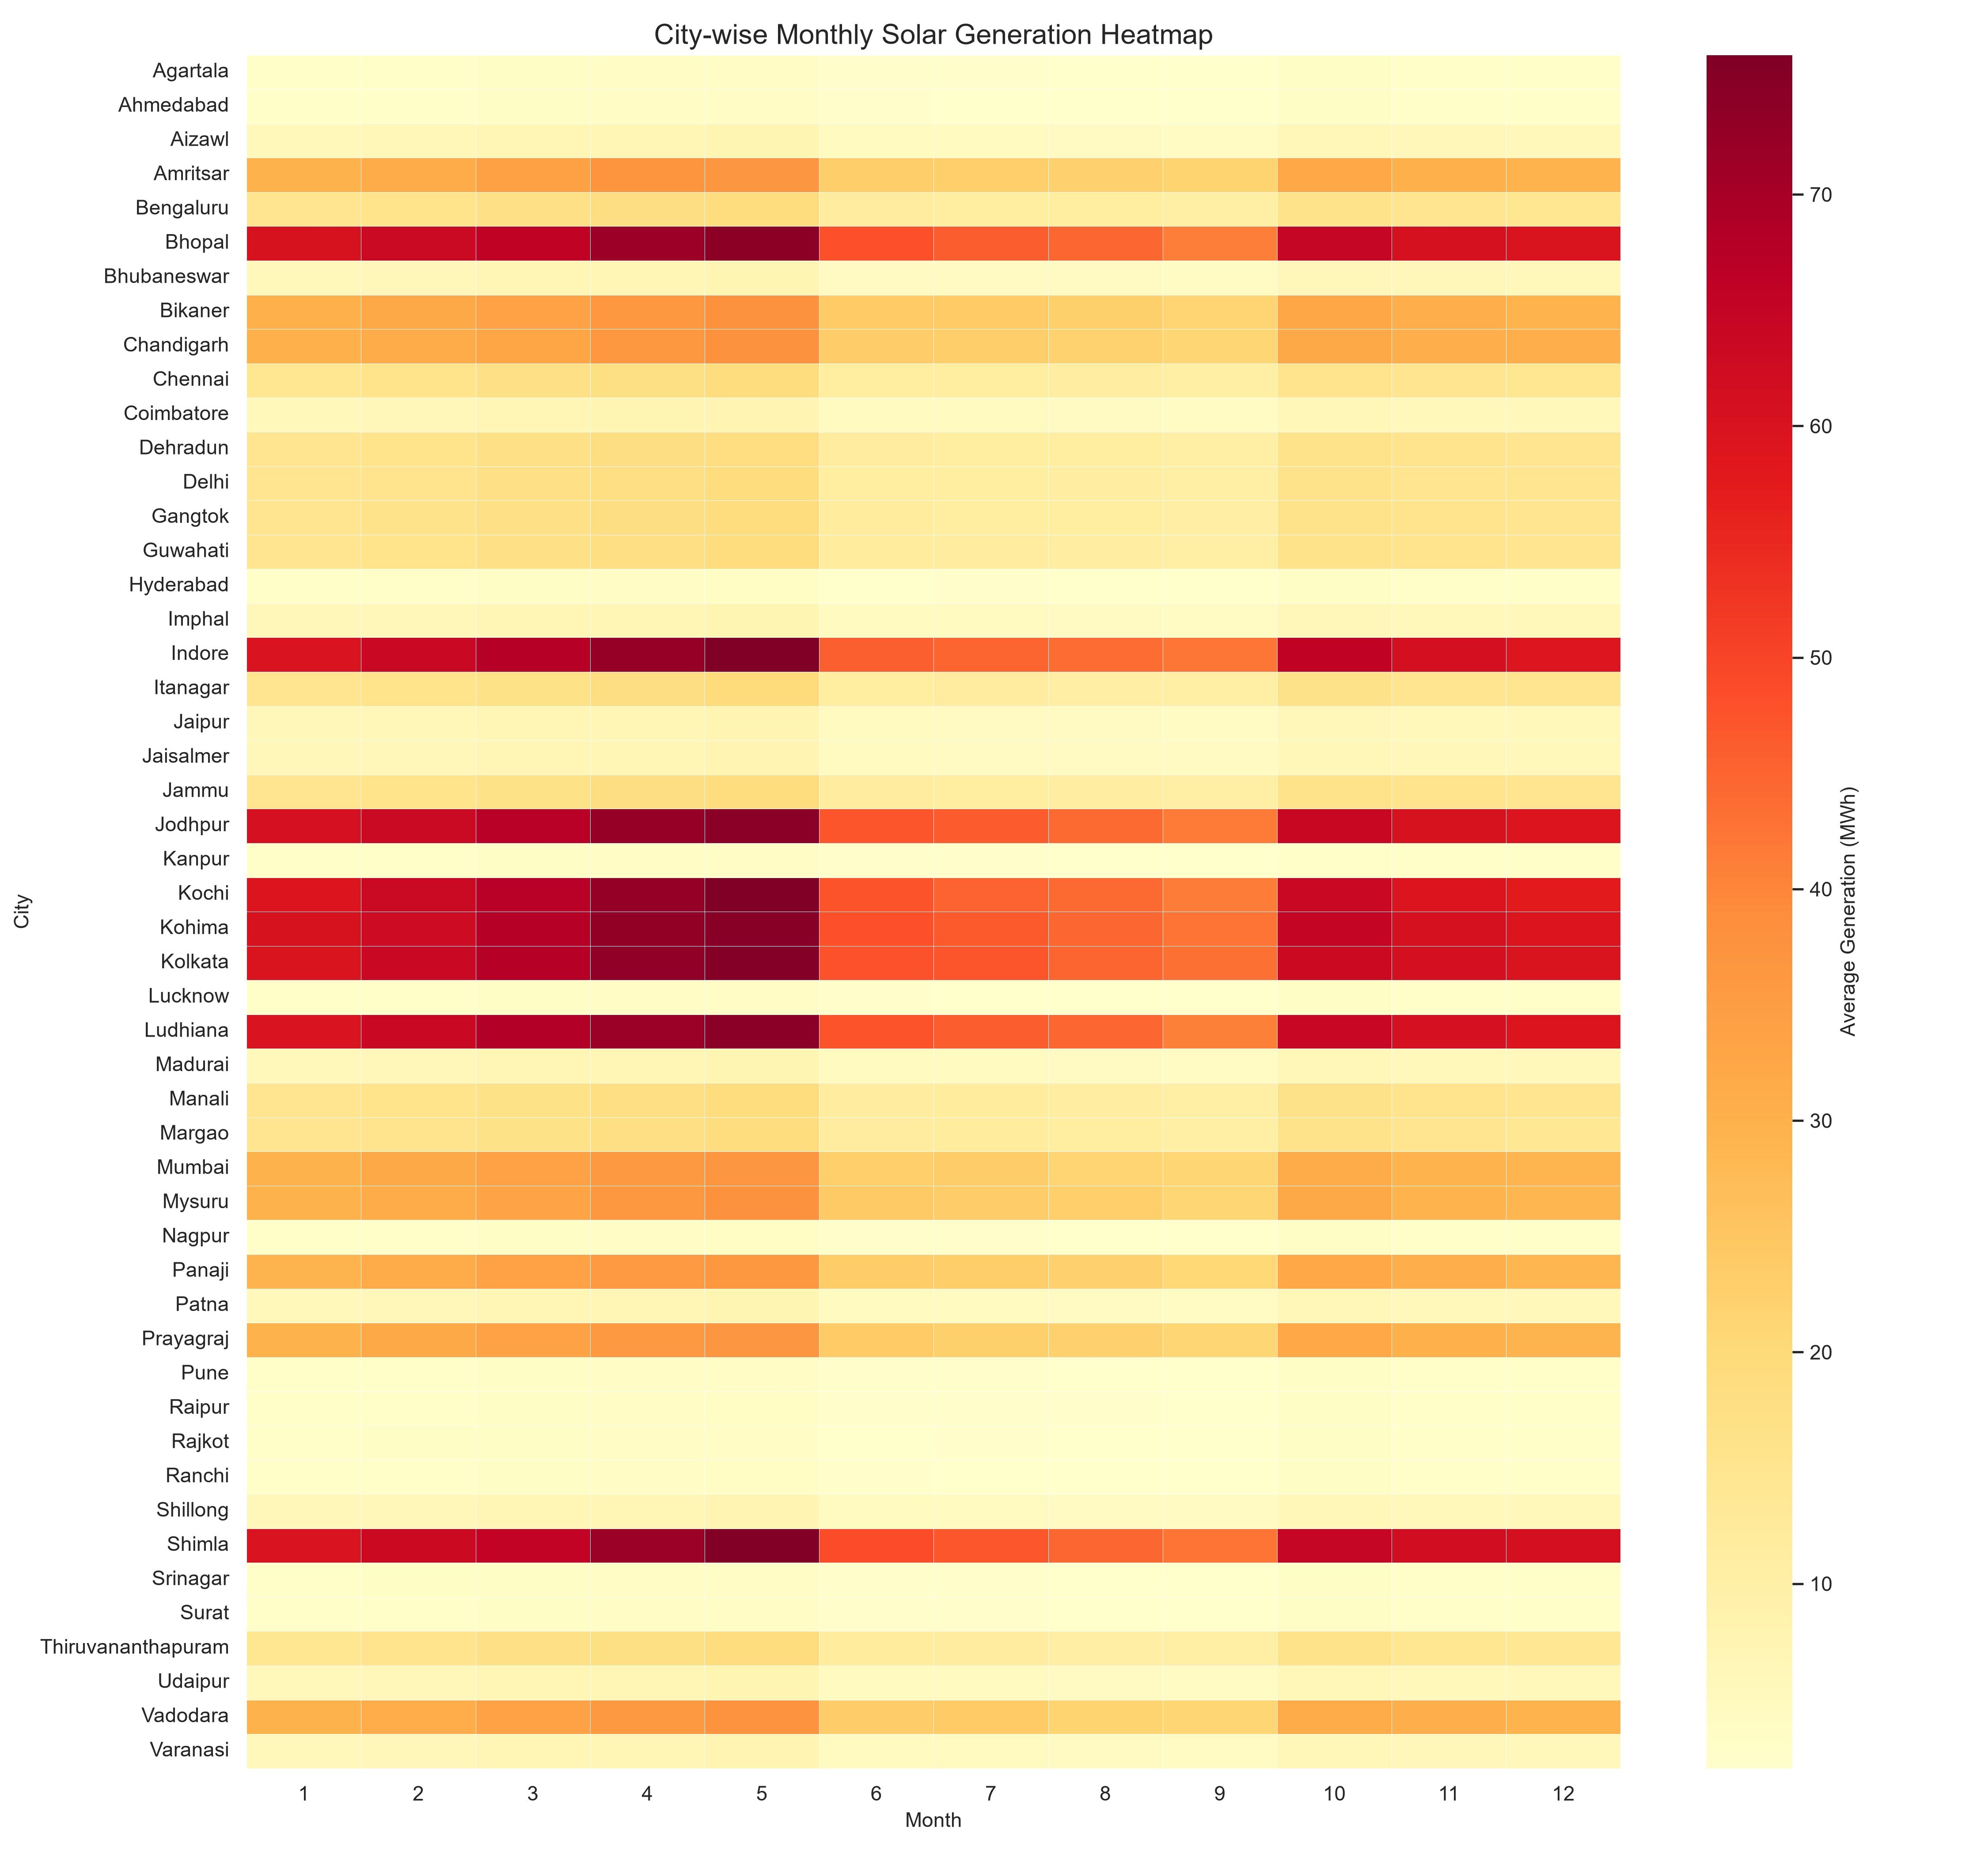 City-wise Monthly Solar Generation Heatmap
Agartala
Ahmedabad
Aizawl
Amritsar
Bengaluru
Bhopal
Bhubaneswar
Bikaner
Chandigarh
Chennai
Coimbatore
Dehradun
Delhi
Gangtok
Guwahati
Hyderabad
Imphal
Indore
Itanagar
Jaipur
Jaisalmer
Jammu
Jodhpur
Kanpur
Kochi
Kohima
Kolkata
Lucknow
Ludhiana
Madurai
Manali
Margao
Mumbai
Mysuru
Nagpur
Panaji
Patna
Prayagraj
Pune
Raipur
Rajkot
Ranchi
Shillong
Shimla
Srinagar
Surat
Thiruvananthapuram
Udaipur
Vadodara
Varanasi
City
1 2 3 4 5 6 7 8 9 10 11 12
Month
70
60
50
40
30
20
10
Average Generation (MWh)